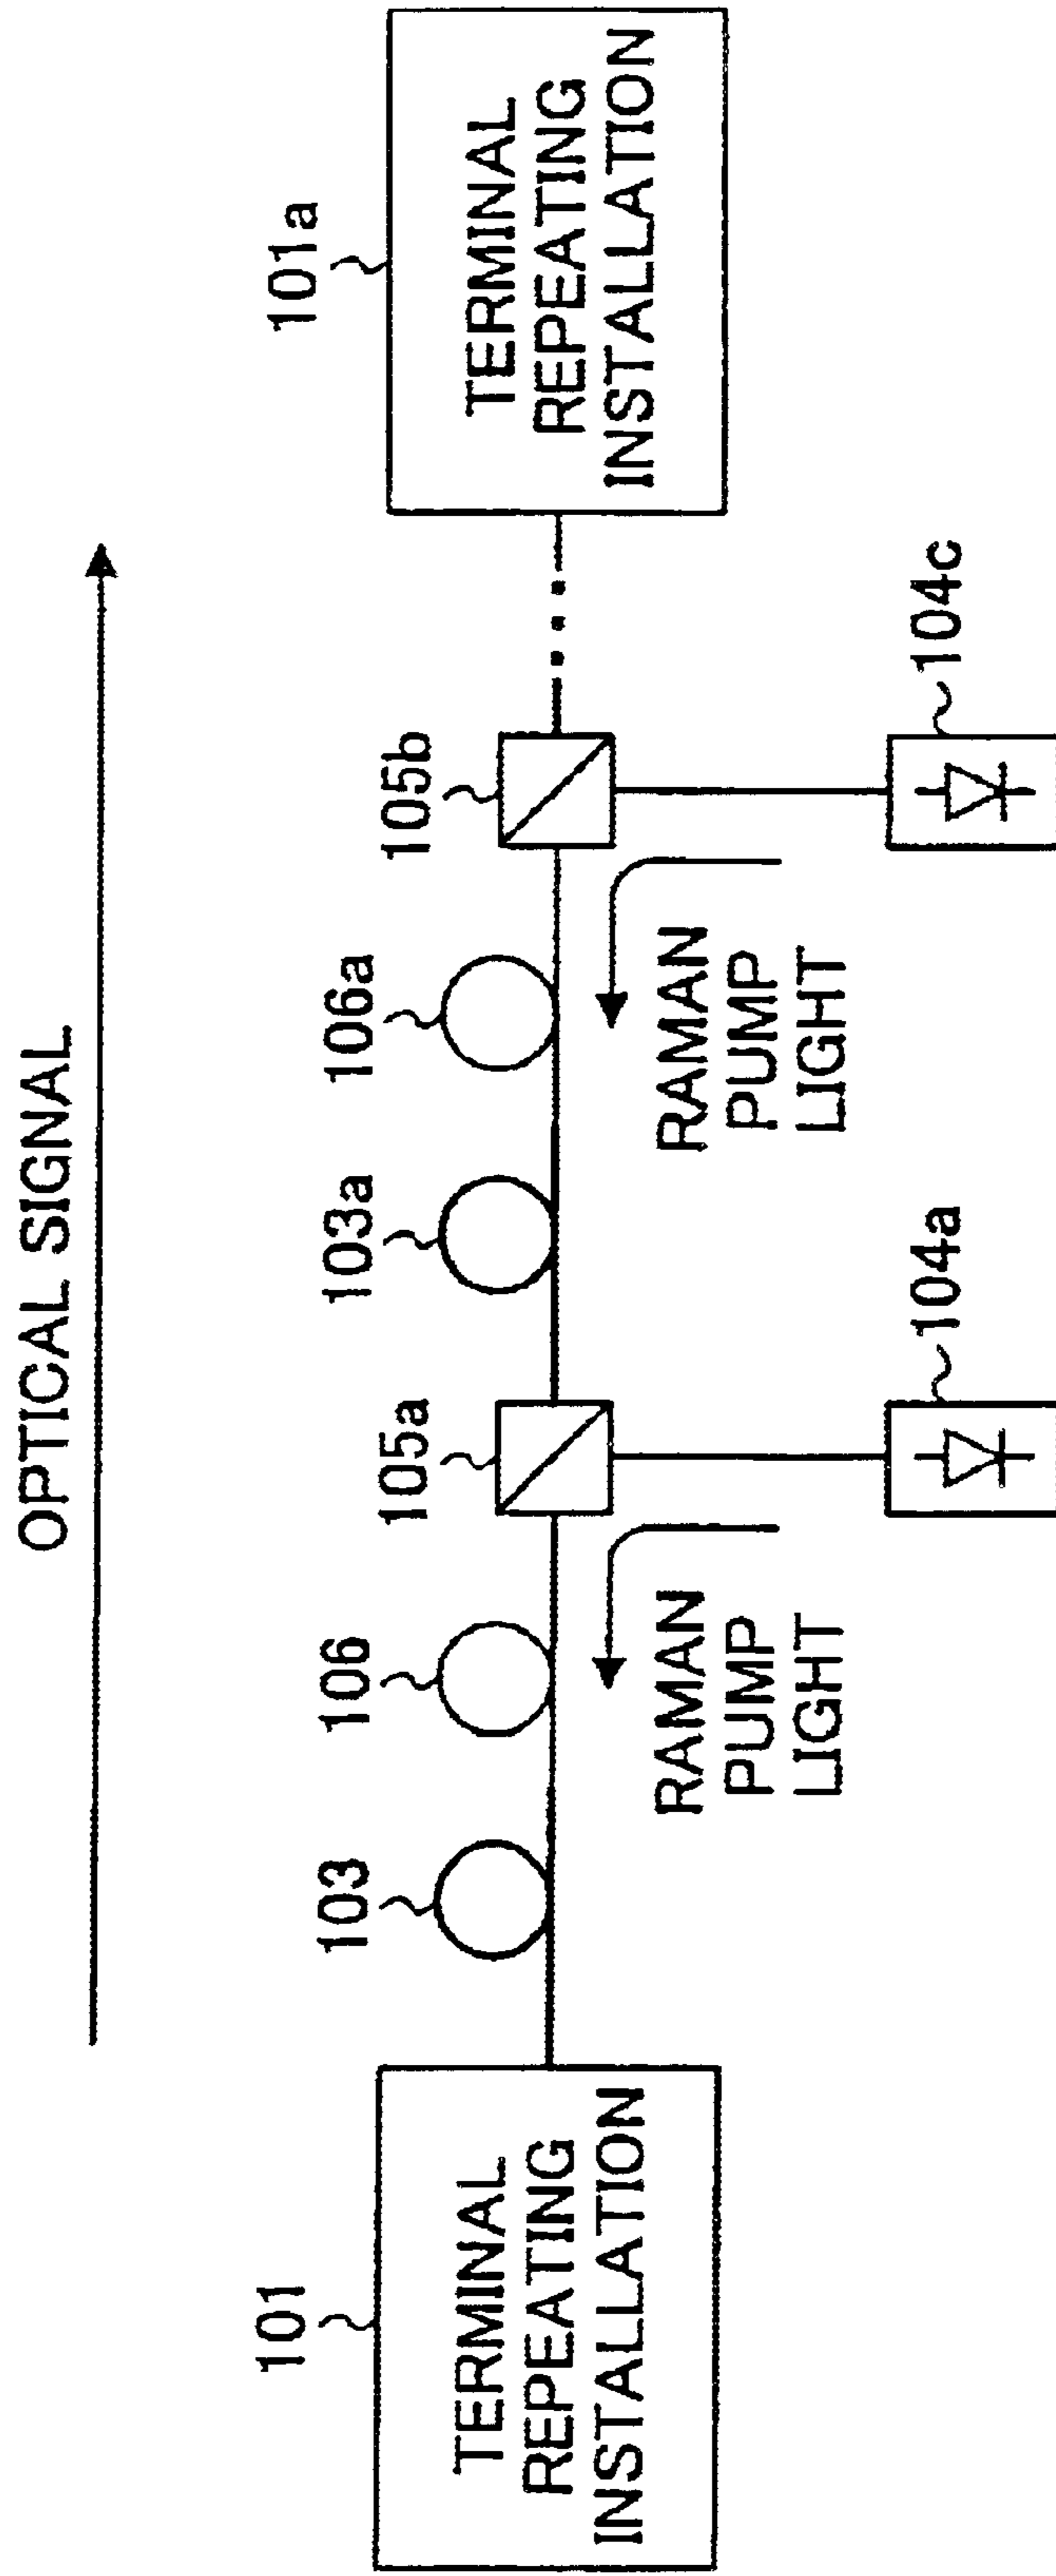 OPTICAL SIGNAL
101
TERMINAL
REPEATING
INSTALLATION
103
106
105a
103a
106a
105b
101a
TERMINAL
REPEATING
INSTALLATION
RAMAN
PUMP
LIGHT
104a
RAMAN
PUMP
LIGHT
104c